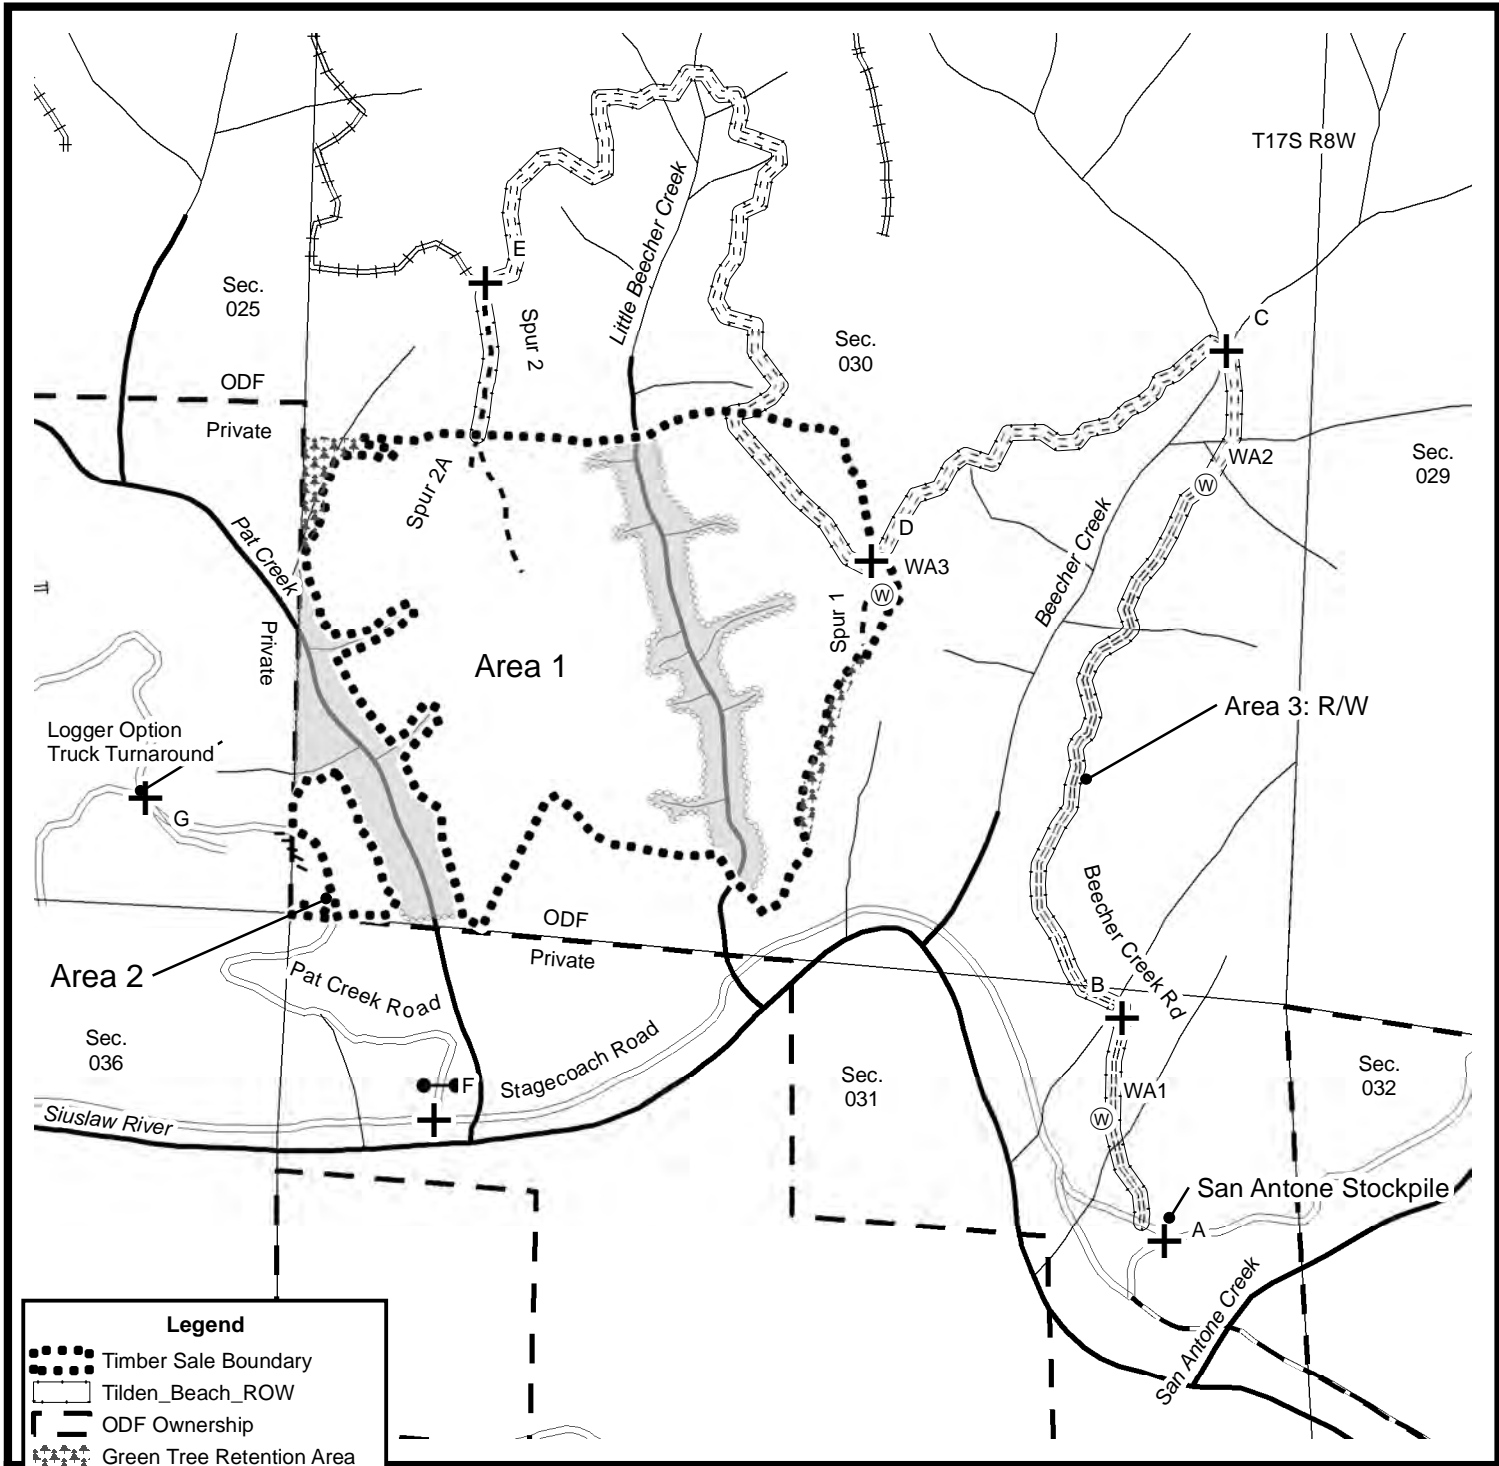 T17S R8W
E
Sec.
025
Little Beecher Creek
Spur 2
Sec.
030
C
ODF
Private
WA2
W
Sec.
029
Spur 2A
D
Pat Creek
WA3
W
Beecher Creek
Spur 1
Private
Area 1
Area 3: R/W
Logger Option
Truck Turnaround
G
Beecher Creek Rd
ODF
Private
Area 2
Pat Creek Road
B
Sec.
036
Stagecoach Road
F
Sec.
031
WA1
W
Sec.
032
Siuslaw River
San Antone Stockpile
A
San Antone Creek
Legend
Timber Sale Boundary
Tilden_Beach_ROW
ODF Ownership
Green Tree Retention Area